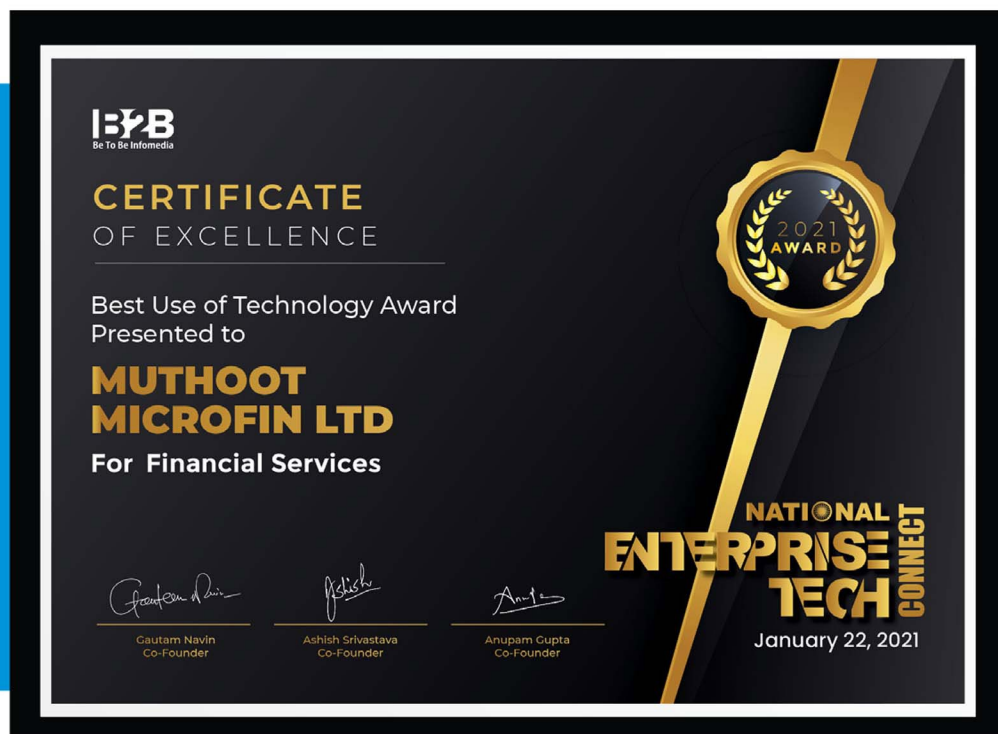 B2B
Be To Be Infomedia
CERTIFICATE
OF EXCELLENCE
Best Use of Technology Award
Presented to
MUTHOOT
MICROFIN LTD
For Financial Services
2021
AWARD
NATIONAL
ENTERPRISE
TECH
CONNECT
January 22, 2021
Gautam Navin
Co-Founder
Ashish Srivastava
Co-Founder
Anupam Gupta
Co-Founder